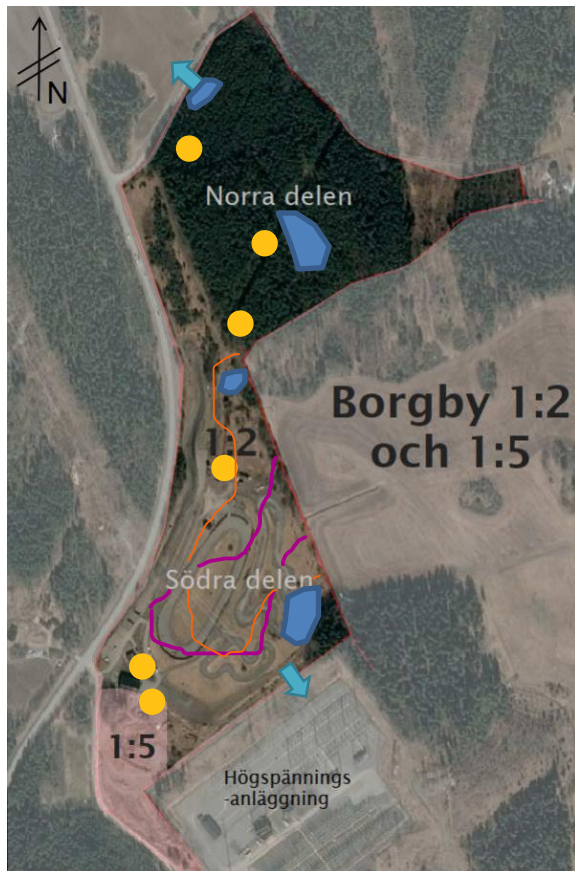 N
Norra delen
Borgby 1:2
och 1:5
1:2
Södra delen
1:5
Högspännings
-anläggning